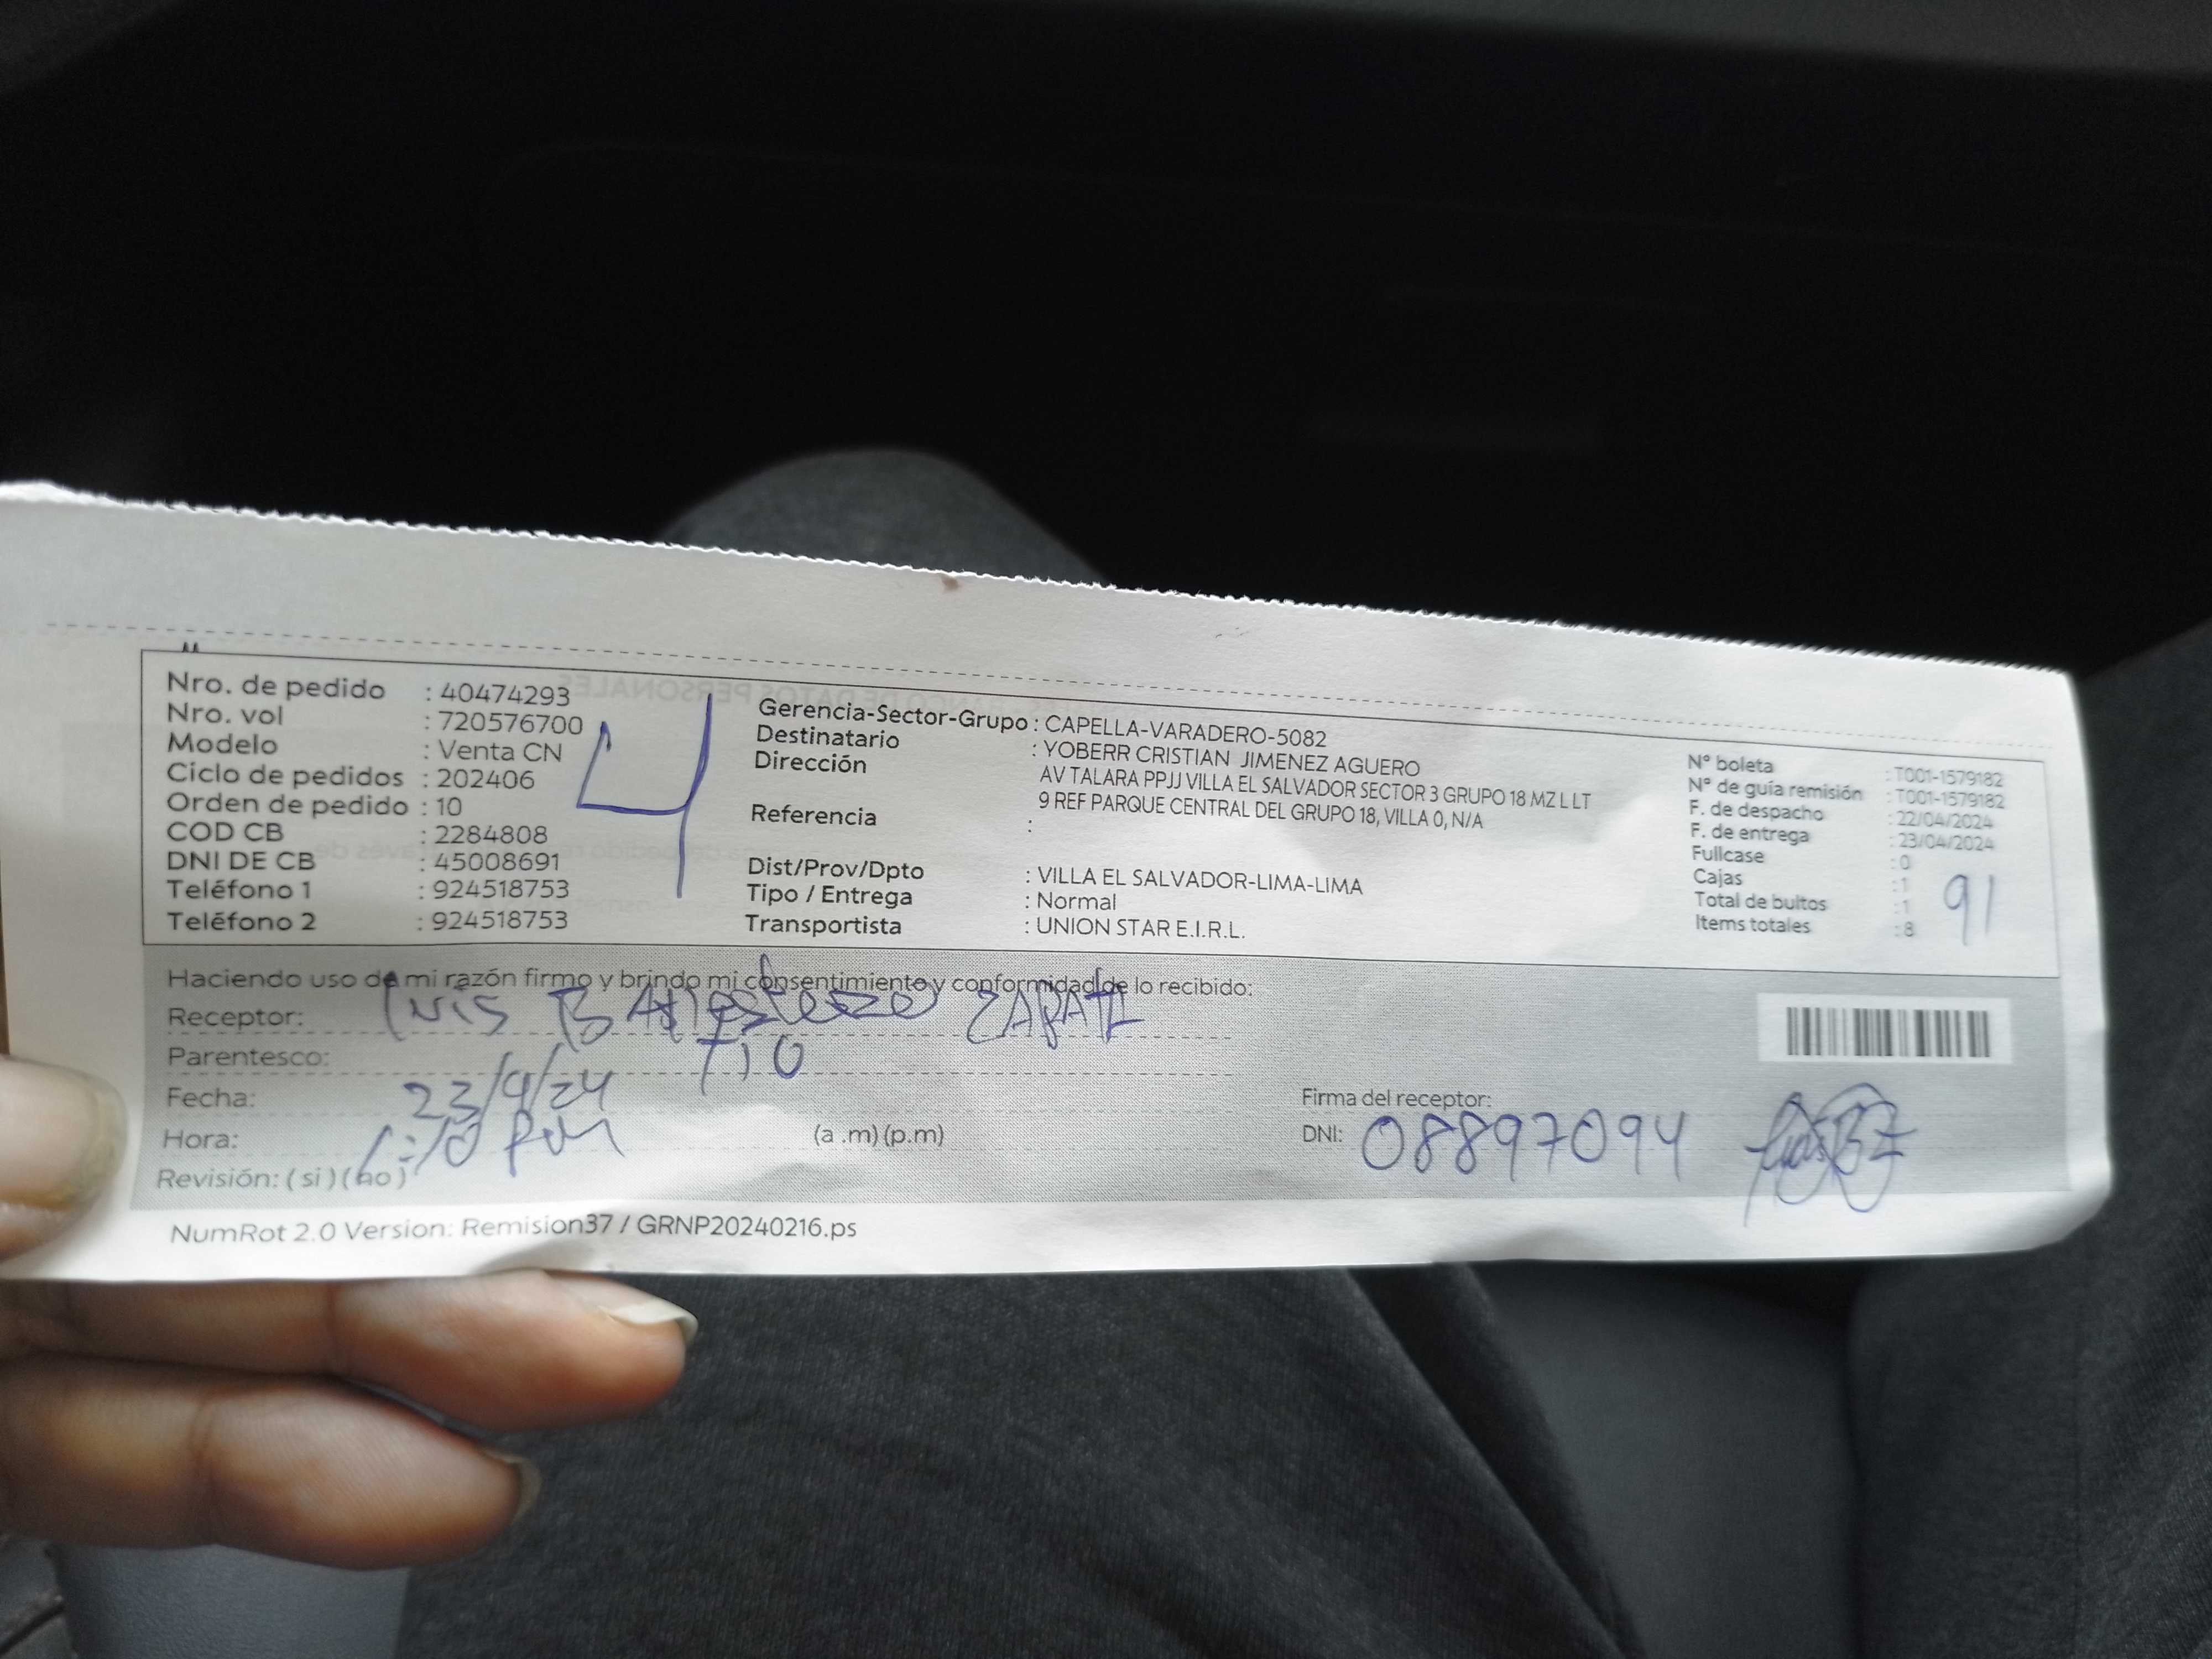 Nro. de pedido : 40474293
Nro. vol : 720576700
Modelo : Venta CN
Ciclo de pedidos : 202406
Orden de pedido : 10
COD CB : 2284808
DNI DE CB : 45008691
Teléfono 1 : 924518753
Teléfono 2 : 924518753
4
Gerencia-Sector-Grupo : CAPELLA-VARADERO-5082
Destinatario : YOBERR CRISTIAN JIMENEZ AGUERO
Dirección AV TALARA PPJJ VILLA EL SALVADOR SECTOR 3 GRUPO 18 MZ L LT
9 REF PARQUE CENTRAL DEL GRUPO 18, VILLA 0, N/A
Referencia :
Dist/Prov/Dpto : VILLA EL SALVADOR-LIMA-LIMA
Tipo / Entrega : Normal
Transportista : UNION STAR E.I.R.L.
N° boleta : T001-1579182
N° de guía remisión : T001-1579182
F. de despacho : 22/04/2024
F. de entrega : 23/04/2024
Fullcase : 0
Cajas : 1
Total de bultos : 1
Items totales : 8
91
Haciendo uso de mi razón firmo y brindo mi consentimiento y conformidad de lo recibido:
Receptor: Luis ZAPATA
Parentesco: TIO
Fecha: 23/4/24
Hora: 1:10 Pm (a .m) (p.m)
Revisión: ( si ) ( no )
Firma del receptor:
DNI: 08897094
NumRot 2.0 Version: Remision37 / GRNP20240216.ps